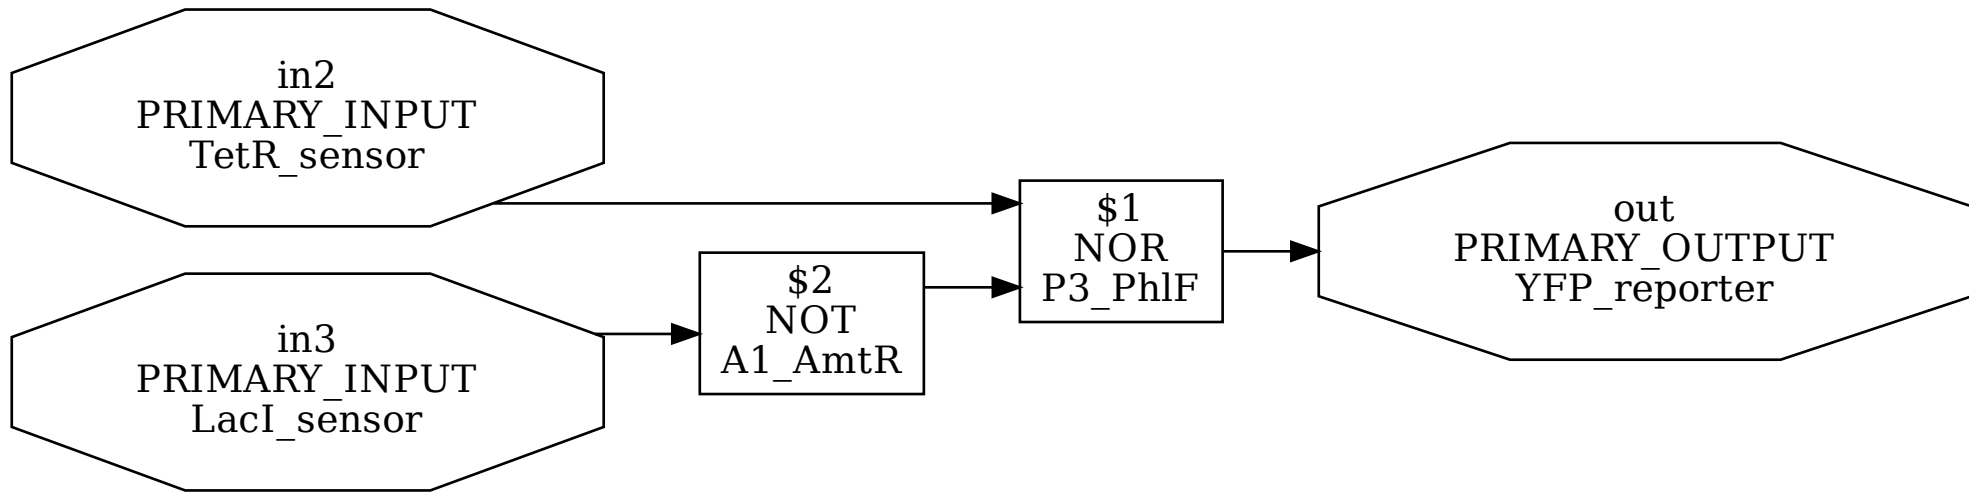 in2
PRIMARY_INPUT
TetR_sensor
in3
PRIMARY_INPUT
LacI_sensor
$2
NOT
A1_AmtR
$1
NOR
P3_PhlF
out
PRIMARY_OUTPUT
YFP_reporter